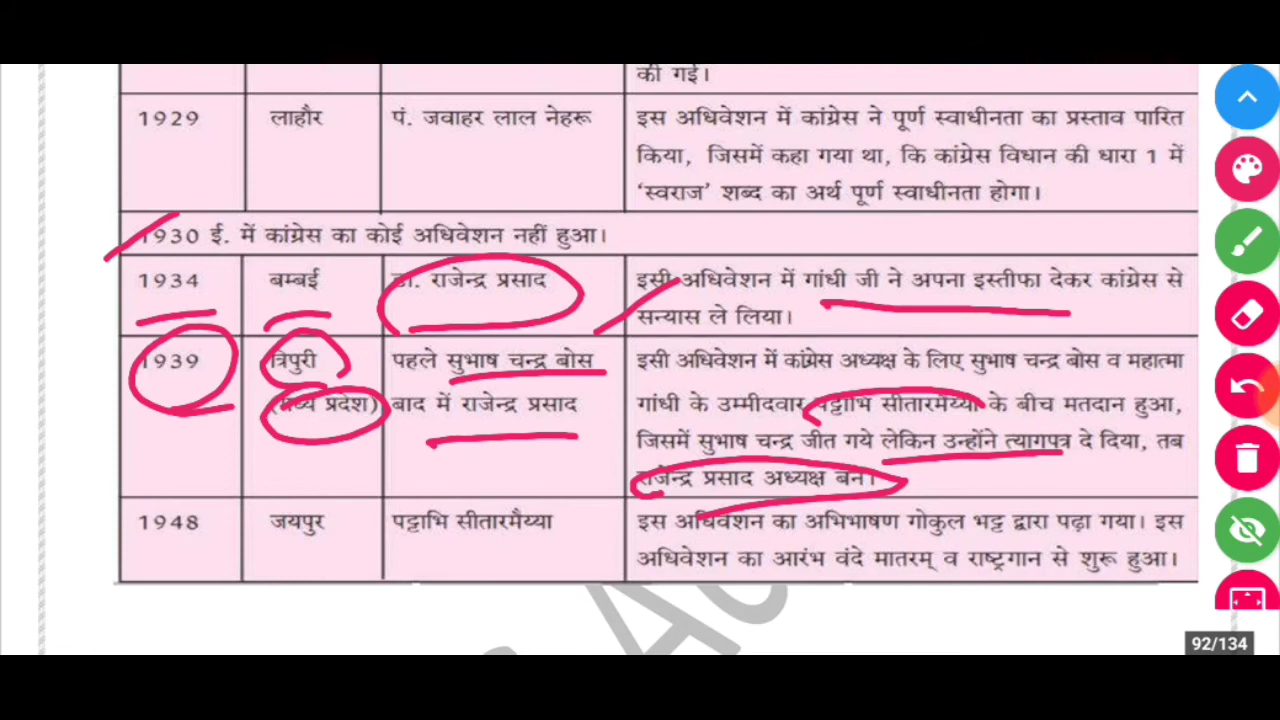 की गई।
1929 लाहौर पं. जवाहर लाल नेहरू इस अधिवेशन में कांग्रेस ने पूर्ण स्वाधीनता का प्रस्ताव पारित
किया, जिसमें कहा गया था, कि कांग्रेस विधान की धारा 1 में
‘स्वराज’ शब्द का अर्थ पूर्ण स्वाधीनता होगा।
1930 ई. में कांग्रेस का कोई अधिवेशन नहीं हुआ।
1934 बम्बई डॉ. राजेन्द्र प्रसाद इसी अधिवेशन में गांधी जी ने अपना इस्तीफा देकर कांग्रेस से
सन्यास ले लिया।
1939 त्रिपुरी पहले सुभाष चन्द्र बोस इसी अधिवेशन में कांग्रेस अध्यक्ष के लिए सुभाष चन्द्र बोस व महात्मा
(मध्य प्रदेश) बाद में राजेन्द्र प्रसाद गांधी के उम्मीदवार पट्टाभि सीतारमैय्या के बीच मतदान हुआ,
जिसमें सुभाष चन्द्र जीत गये लेकिन उन्होंने त्यागपत्र दे दिया, तब
राजेन्द्र प्रसाद अध्यक्ष बने।
1948 जयपुर पट्टाभि सीतारमैय्या इस अधिवेशन का अभिभाषण गोकुल भट्ट द्वारा पढ़ा गया। इस
अधिवेशन का आरंभ वंदे मातरम् व राष्ट्रगान से शुरू हुआ।
92/134